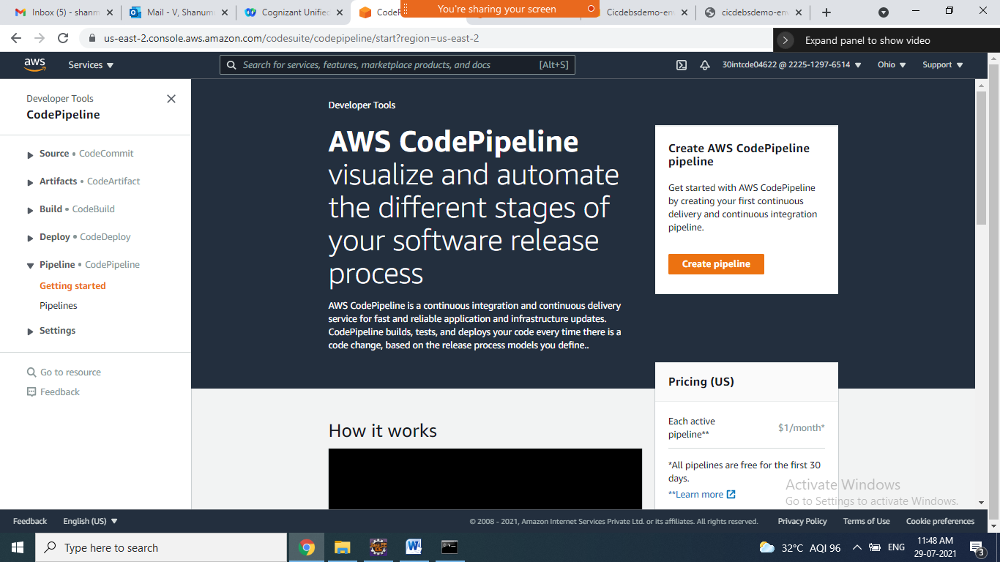 Inbox (5) - shanm
Mail - V, Shanum
Cognizant Unified
CodeP
You're sharing your screen
Cicdebsdemo-en
cicdebsdemo-env
us-east-2.console.aws.amazon.com/codesuite/codepipeline/start?region=us-east-2
Expand panel to show video
aws
Services
Search for services, features, marketplace products, and docs
[Alt+S]
30intcde04622 @ 2225-1297-6514
Ohio
Support
Developer Tools
CodePipeline
Source • CodeCommit
Artifacts • CodeArtifact
Build • CodeBuild
Deploy • CodeDeploy
Pipeline • CodePipeline
Getting started
Pipelines
Settings
Go to resource
Feedback
Developer Tools
AWS CodePipeline
visualize and automate
the different stages of
your software release
process
AWS CodePipeline is a continuous integration and continuous delivery
service for fast and reliable application and infrastructure updates.
CodePipeline builds, tests, and deploys your code every time there is a
code change, based on the release process models you define..
Create AWS CodePipeline
pipeline
Get started with AWS CodePipeline
by creating your first continuous
delivery and continuous integration
pipeline.
Create pipeline
Pricing (US)
Each active
pipeline**
$1/month*
*All pipelines are free for the first 30
days.
**Learn more
How it works
Activate Windows
Go to Settings to activate Windows.
Feedback
English (US)
© 2008 - 2021, Amazon Internet Services Private Ltd. or its affiliates. All rights reserved.
Privacy Policy
Terms of Use
Cookie preferences
Type here to search
32°C AQI 96
ENG
11:48 AM
29-07-2021
3